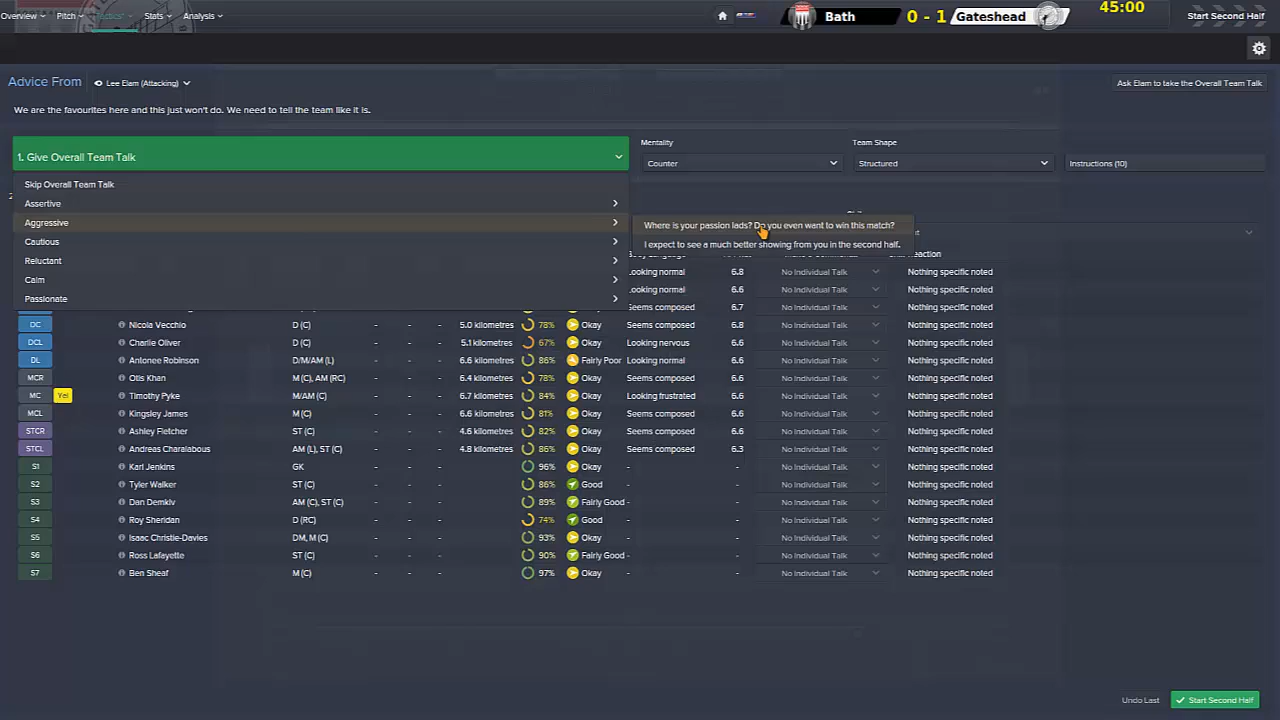 Overview Pitch Tactics Stats Analysis Bath 0 - 1 Gateshead 45:00 Start Second Half
Advice From Lee Elam (Attacking) Ask Elam to take the Overall Team Talk
We are the favourites here and this just won't do. We need to tell the team like it is.
Mentality Team Shape
1. Give Overall Team Talk Counter Structured Instructions (10)
Skip Overall Team Talk
Assertive
Aggressive Where is your passion lads? Do you even want to win this match?
Cautious I expect to see a much better showing from you in the second half.
Reluctant
Calm
Passionate
Looking normal 6.8 No Individual Talk Nothing specific noted
Looking normal 6.6 No Individual Talk Nothing specific noted
Seems composed 6.7 No Individual Talk Nothing specific noted
DC Nicola Vecchio D (C) - - - 5.0 kilometres 78% Okay Seems composed 6.8 No Individual Talk Nothing specific noted
DCL Charlie Oliver D (C) - - - 5.1 kilometres 67% Okay Looking nervous 6.6 No Individual Talk Nothing specific noted
DL Antonee Robinson D/M/AM (L) - - - 6.6 kilometres 86% Fairly Poor Looking normal 6.6 No Individual Talk Nothing specific noted
MCR Otis Khan M (C), AM (RC) - - - 6.4 kilometres 78% Okay Seems composed 6.6 No Individual Talk Nothing specific noted
MC Yel Timothy Pyke M/AM (C) - - - 6.7 kilometres 84% Okay Looking frustrated 6.6 No Individual Talk Nothing specific noted
MCL Kingsley James M (C) - - - 6.6 kilometres 81% Okay Seems composed 6.6 No Individual Talk Nothing specific noted
STCR Ashley Fletcher ST (C) - - - 4.6 kilometres 82% Okay Seems composed 6.6 No Individual Talk Nothing specific noted
STCL Andreas Charalabous AM (L), ST (C) - - - 4.8 kilometres 86% Okay Seems composed 6.3 No Individual Talk Nothing specific noted
S1 Karl Jenkins GK - - - 96% Okay - - No Individual Talk Nothing specific noted
S2 Tyler Walker ST (C) - - - 86% Good - - No Individual Talk Nothing specific noted
S3 Dan Demkiv AM (C), ST (C) - - - 89% Fairly Good - - No Individual Talk Nothing specific noted
S4 Roy Sheridan D (RC) - - - 74% Good - - No Individual Talk Nothing specific noted
S5 Isaac Christie-Davies DM, M (C) - - - 93% Okay - - No Individual Talk Nothing specific noted
S6 Ross Lafayette ST (C) - - - 90% Fairly Good - - No Individual Talk Nothing specific noted
S7 Ben Sheaf M (C) - - - 97% Okay - - No Individual Talk Nothing specific noted
Undo Last Start Second Half